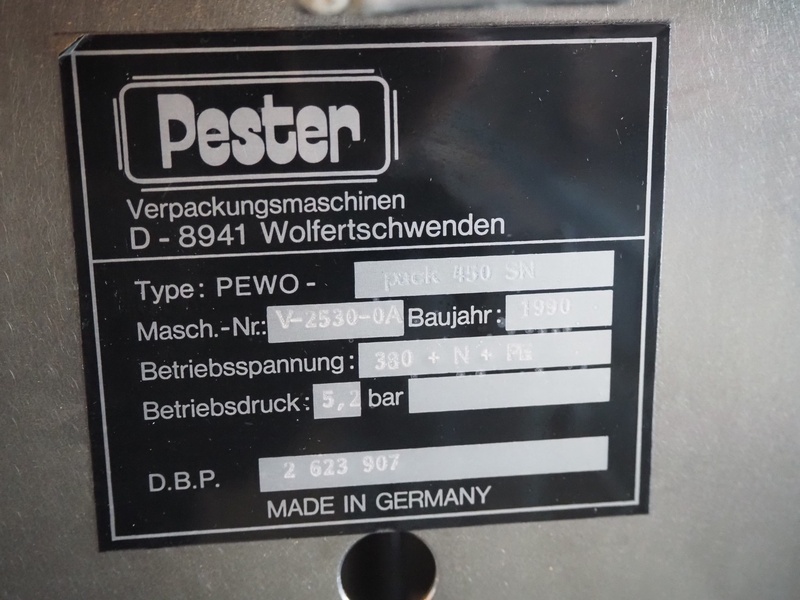 Pester
Verpackungsmaschinen
D-8941 Wolfertschwenden
Type: PEWO- pack 450 SN
Masch.-Nr.: V-2530-0A Baujahr: 1990
Betriebsspannung: 380 + N + PE
Betriebsdruck: 5,2 bar
D.B.P. 2 623 907
MADE IN GERMANY